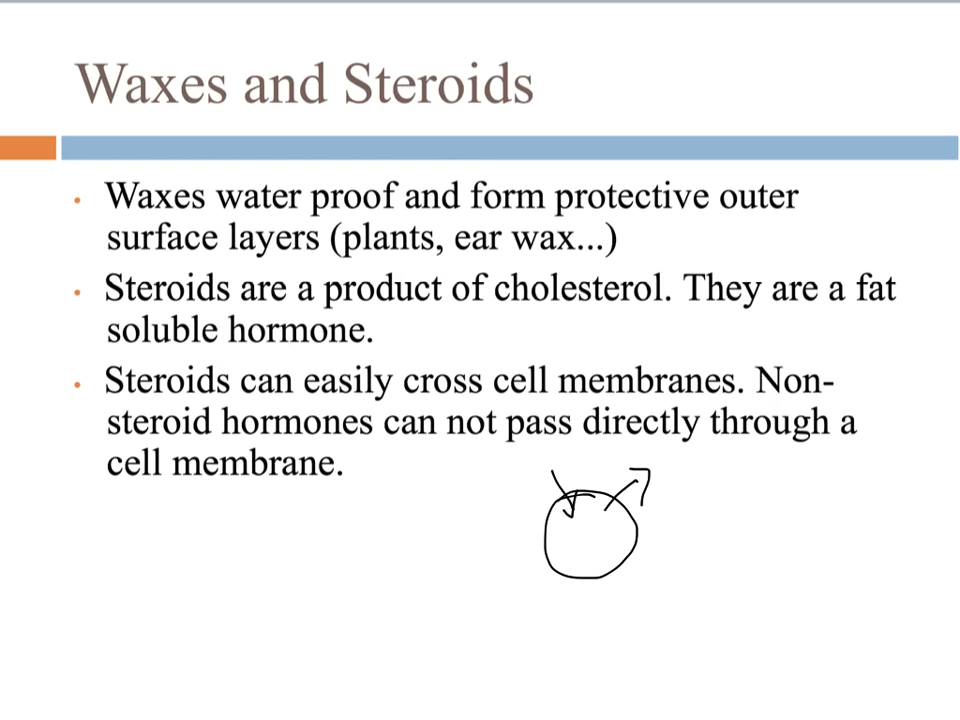 Waxes and Steroids
• Waxes water proof and form protective outer
surface layers (plants, ear wax...)
• Steroids are a product of cholesterol. They are a fat
soluble hormone.
• Steroids can easily cross cell membranes. Non-
steroid hormones can not pass directly through a
cell membrane.